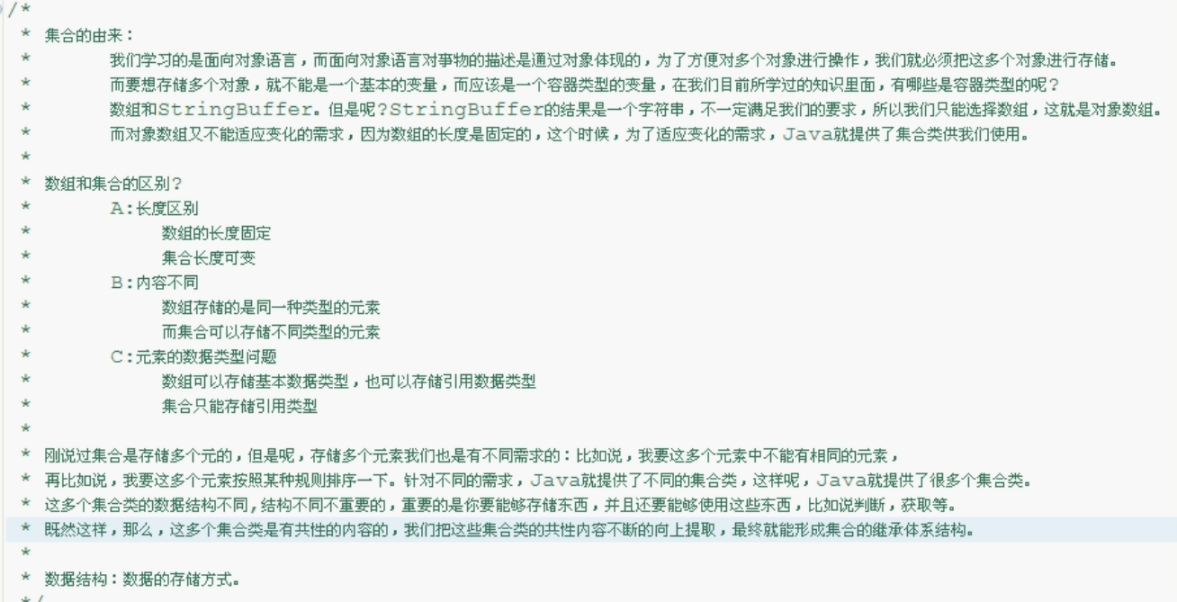 /*
* 集合的由来：
* 我们学习的是面向对象语言，而面向对象语言对事物的描述是通过对象体现的，为了方便对多个对象进行操作，我们就必须把这多个对象进行存储。
* 而要想存储多个对象，就不能是一个基本的变量，而应该是一个容器类型的变量，在我们目前所学过的知识里面，有哪些是容器类型的呢?
* 数组和StringBuffer。但是呢?StringBuffer的结果是一个字符串，不一定满足我们的要求，所以我们只能选择数组，这就是对象数组。
* 而对象数组又不能适应变化的需求，因为数组的长度是固定的，这个时候，为了适应变化的需求，Java就提供了集合类供我们使用。
*
* 数组和集合的区别?
* A:长度区别
* 数组的长度固定
* 集合长度可变
* B:内容不同
* 数组存储的是同一种类型的元素
* 而集合可以存储不同类型的元素
* C:元素的数据类型问题
* 数组可以存储基本数据类型，也可以存储引用数据类型
* 集合只能存储引用类型
*
* 刚说过集合是存储多个元的，但是呢，存储多个元素我们也是有不同需求的：比如说，我要这多个元素中不能有相同的元素，
* 再比如说，我要这多个元素按照某种规则排序一下。针对不同的需求，Java就提供了不同的集合类，这样呢，Java就提供了很多个集合类。
* 这多个集合类的数据结构不同,结构不同不重要的，重要的是你要能够存储东西，并且还要能够使用这些东西，比如说判断，获取等。
* 既然这样，那么，这多个集合类是有共性的内容的，我们把这些集合类的共性内容不断的向上提取，最终就能形成集合的继承体系结构。
*
* 数据结构：数据的存储方式。
*/